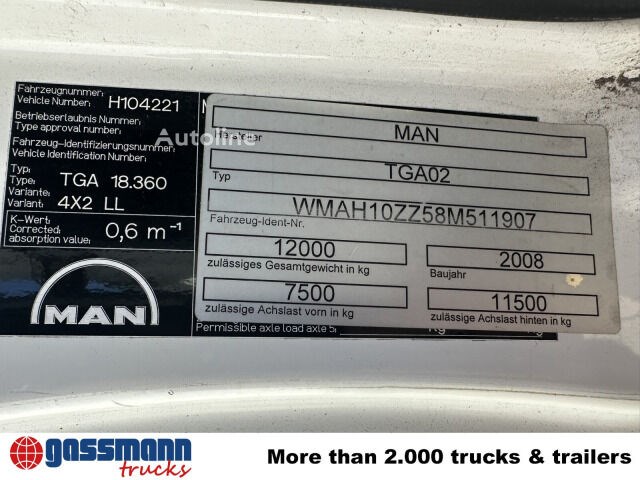 Fahrzeugnummer:
Vehicle Number: H104221
Betriebserlaubnis Nummer:
Type approval number:
Fahrzeug-Identifizierungsnummer:
Vehicle Identification Number:
Typ:
Type: TGA 18.360
Variante:
Variante: 4X2 LL
K-Wert:
Corrected absorption value: 0,6 m⁻¹
MAN
Autoline
MAN
Hersteller
TGA02
Typ
WMAH10ZZ58M511907
Fahrzeug-Ident-Nr.
12000
zulässiges Gesamtgewicht in kg
2008
Baujahr
7500
zulässige Achslast vorn in kg
11500
zulässige Achslast hinten in kg
Permissible axle load axle
gassmann
trucks
More than 2.000 trucks & trailers